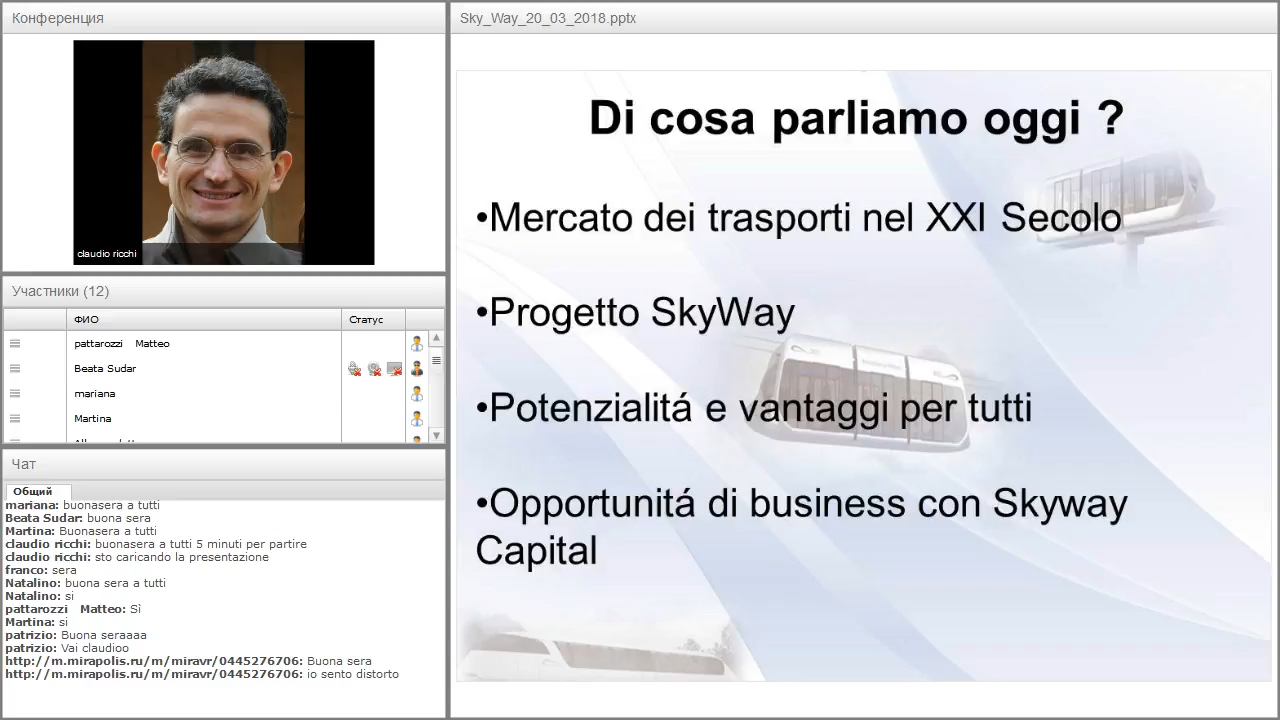 Конференция
claudio ricchi
Участники (12)
ФИО
Статус
pattarozzi Matteo
Beata Sudar
mariana
Martina
Чат
Общий
mariana: buonasera a tutti
Beata Sudar: buona sera
Martina: Buonasera a tutti
claudio ricchi: buonasera a tutti 5 minuti per partire
claudio ricchi: sto caricando la presentazione
franco: sera
Natalino: buona sera a tutti
Natalino: si
pattarozzi Matteo: Sì
Martina: si
patrizio: Buona seraaaa
patrizio: Vai claudioo
http://m.mirapolis.ru/m/miravr/0445276706: Buona sera
http://m.mirapolis.ru/m/miravr/0445276706: io sento distorto
Sky_Way_20_03_2018.pptx
Di cosa parliamo oggi ?
•Mercato dei trasporti nel XXI Secolo
•Progetto SkyWay
•Potenzialitá e vantaggi per tutti
•Opportunitá di business con Skyway
Capital